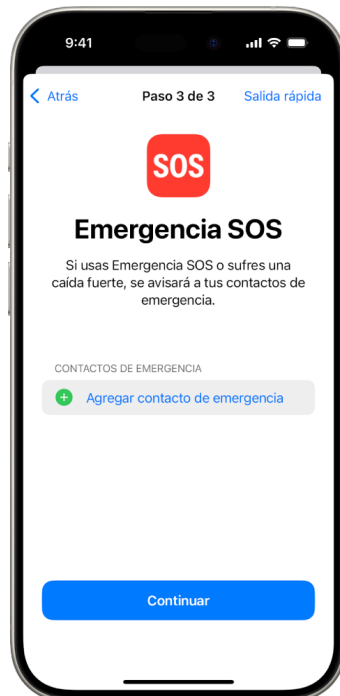 9:41
Atrás Paso 3 de 3 Salida rápida
SOS
Emergencia SOS
Si usas Emergencia SOS o sufres una
caída fuerte, se avisará a tus contactos de
emergencia.
CONTACTOS DE EMERGENCIA
Agregar contacto de emergencia
Continuar